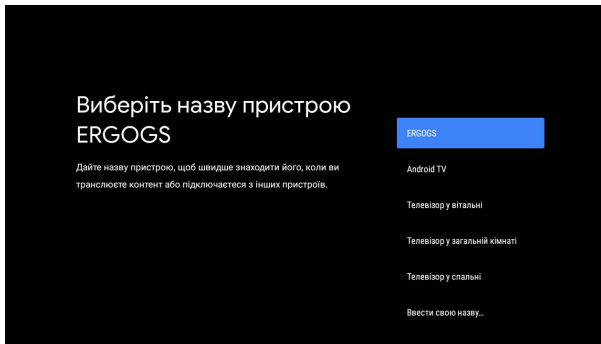 Виберіть назву пристрою
ERGOGS
Дайте назву пристрою, щоб швидше знаходити його, коли ви
транслюєте контент або підключаєтеся з інших пристроїв.
ERGOGS
Android TV
Телевізор у вітальні
Телевізор у загальній кімнаті
Телевізор у спальні
Ввести свою назву…